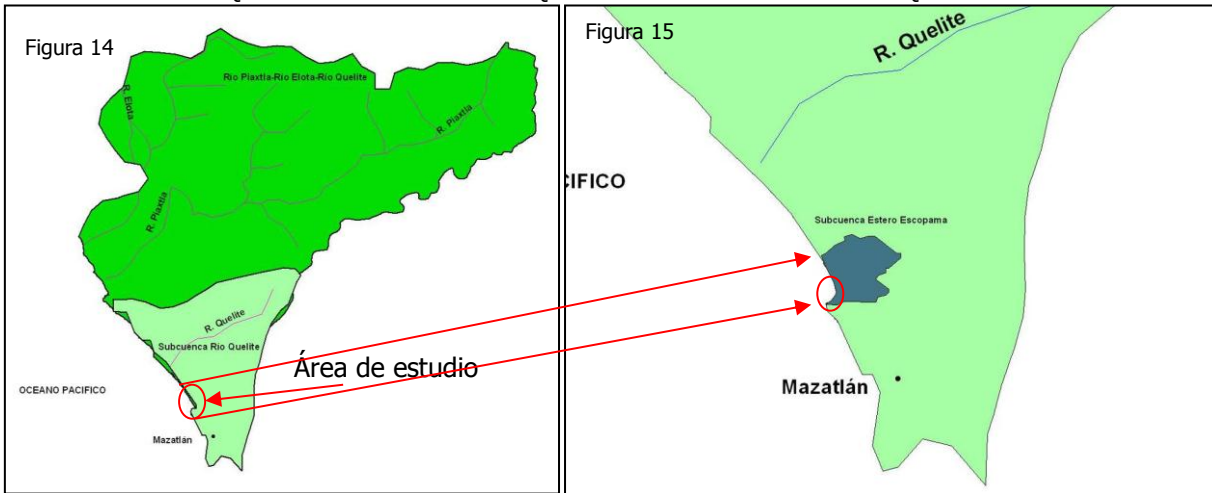 Figura 14
Rio Piaxtla-Rio Elota-Rio Quelite
R. Elota
R. Piaxtla
R. Piaxtla
R. Quelite
Subcuenca Rio Quelite
Área de estudio
OCEANO PACIFICO
Mazatlán
Figura 15
R. Quelite
CIFICO
Subcuenca Estero Escopama
Mazatlán